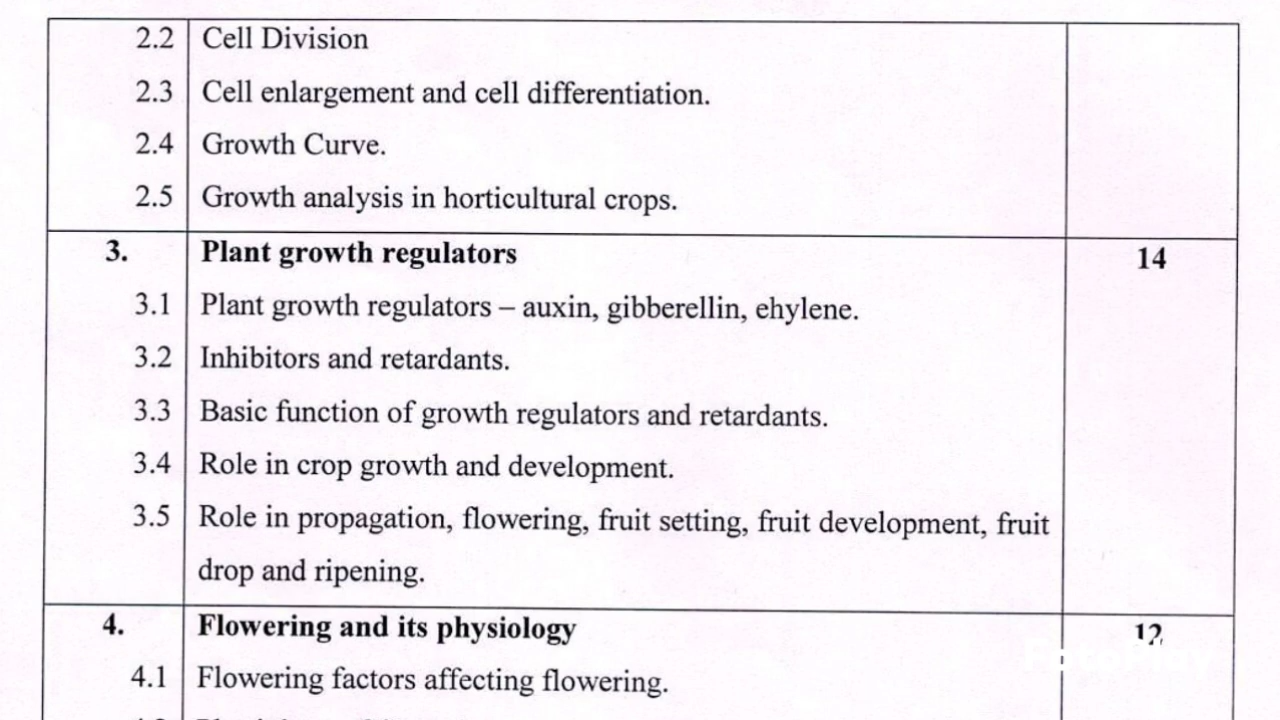 2.2 Cell Division
2.3 Cell enlargement and cell differentiation.
2.4 Growth Curve.
2.5 Growth analysis in horticultural crops.
3. Plant growth regulators 14
3.1 Plant growth regulators – auxin, gibberellin, ehylene.
3.2 Inhibitors and retardants.
3.3 Basic function of growth regulators and retardants.
3.4 Role in crop growth and development.
3.5 Role in propagation, flowering, fruit setting, fruit development, fruit
drop and ripening.
4. Flowering and its physiology 12
4.1 Flowering factors affecting flowering.